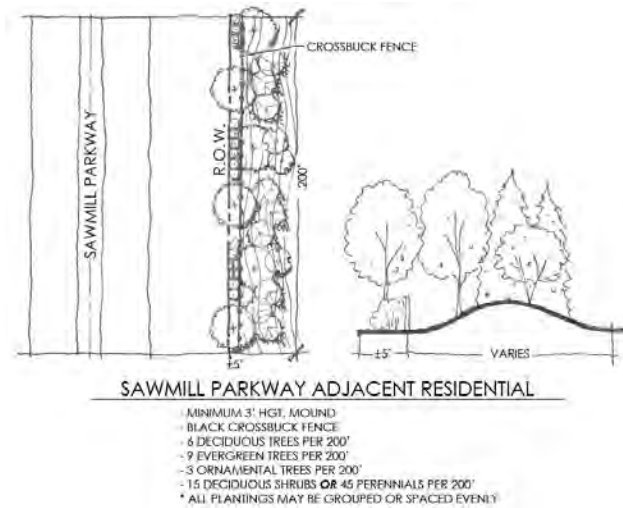 CROSSBUCK FENCE
SAWMILL PARKWAY
R.O.W.
200'
±5'
±5'
VARIES
SAWMILL PARKWAY ADJACENT RESIDENTIAL
- MINIMUM 3' HGT. MOUND
- BLACK CROSSBUCK FENCE
- 6 DECIDUOUS TREES PER 200'
- 9 EVERGREEN TREES PER 200'
- 3 ORNAMENTAL TREES PER 200'
- 15 DECIDUOUS SHRUBS OR 45 PERENNIALS PER 200'
* ALL PLANTINGS MAY BE GROUPED OR SPACED EVENLY